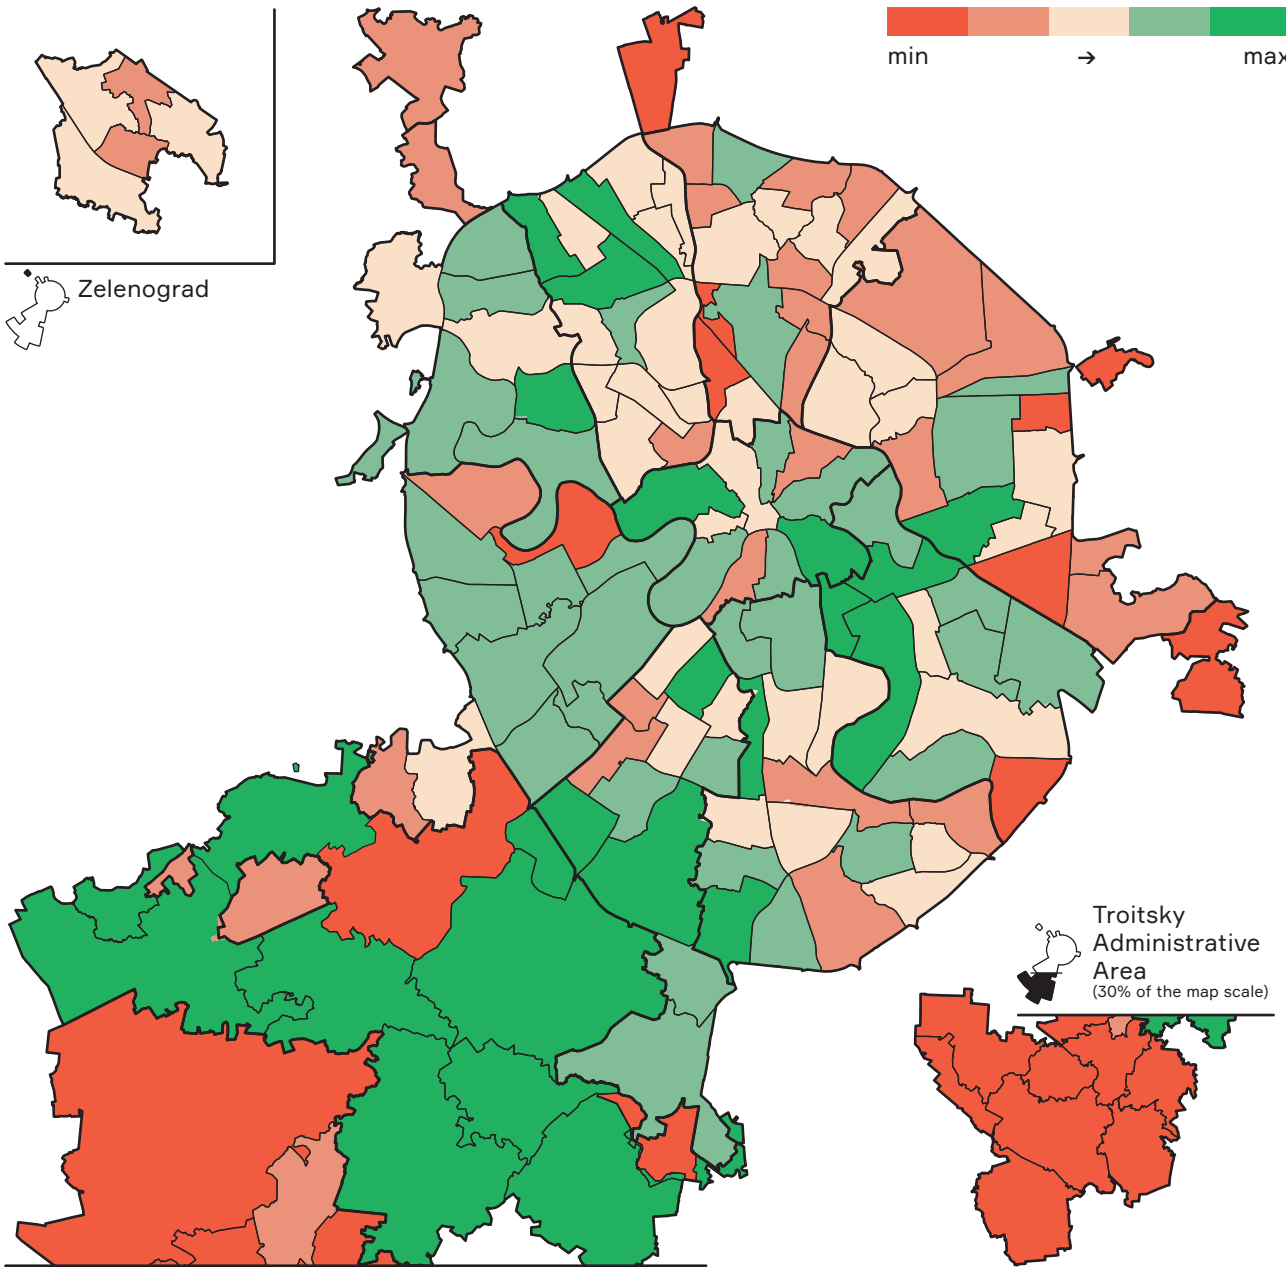 min → max
Zelenograd
Troitsky
Administrative
Area
(30% of the map scale)